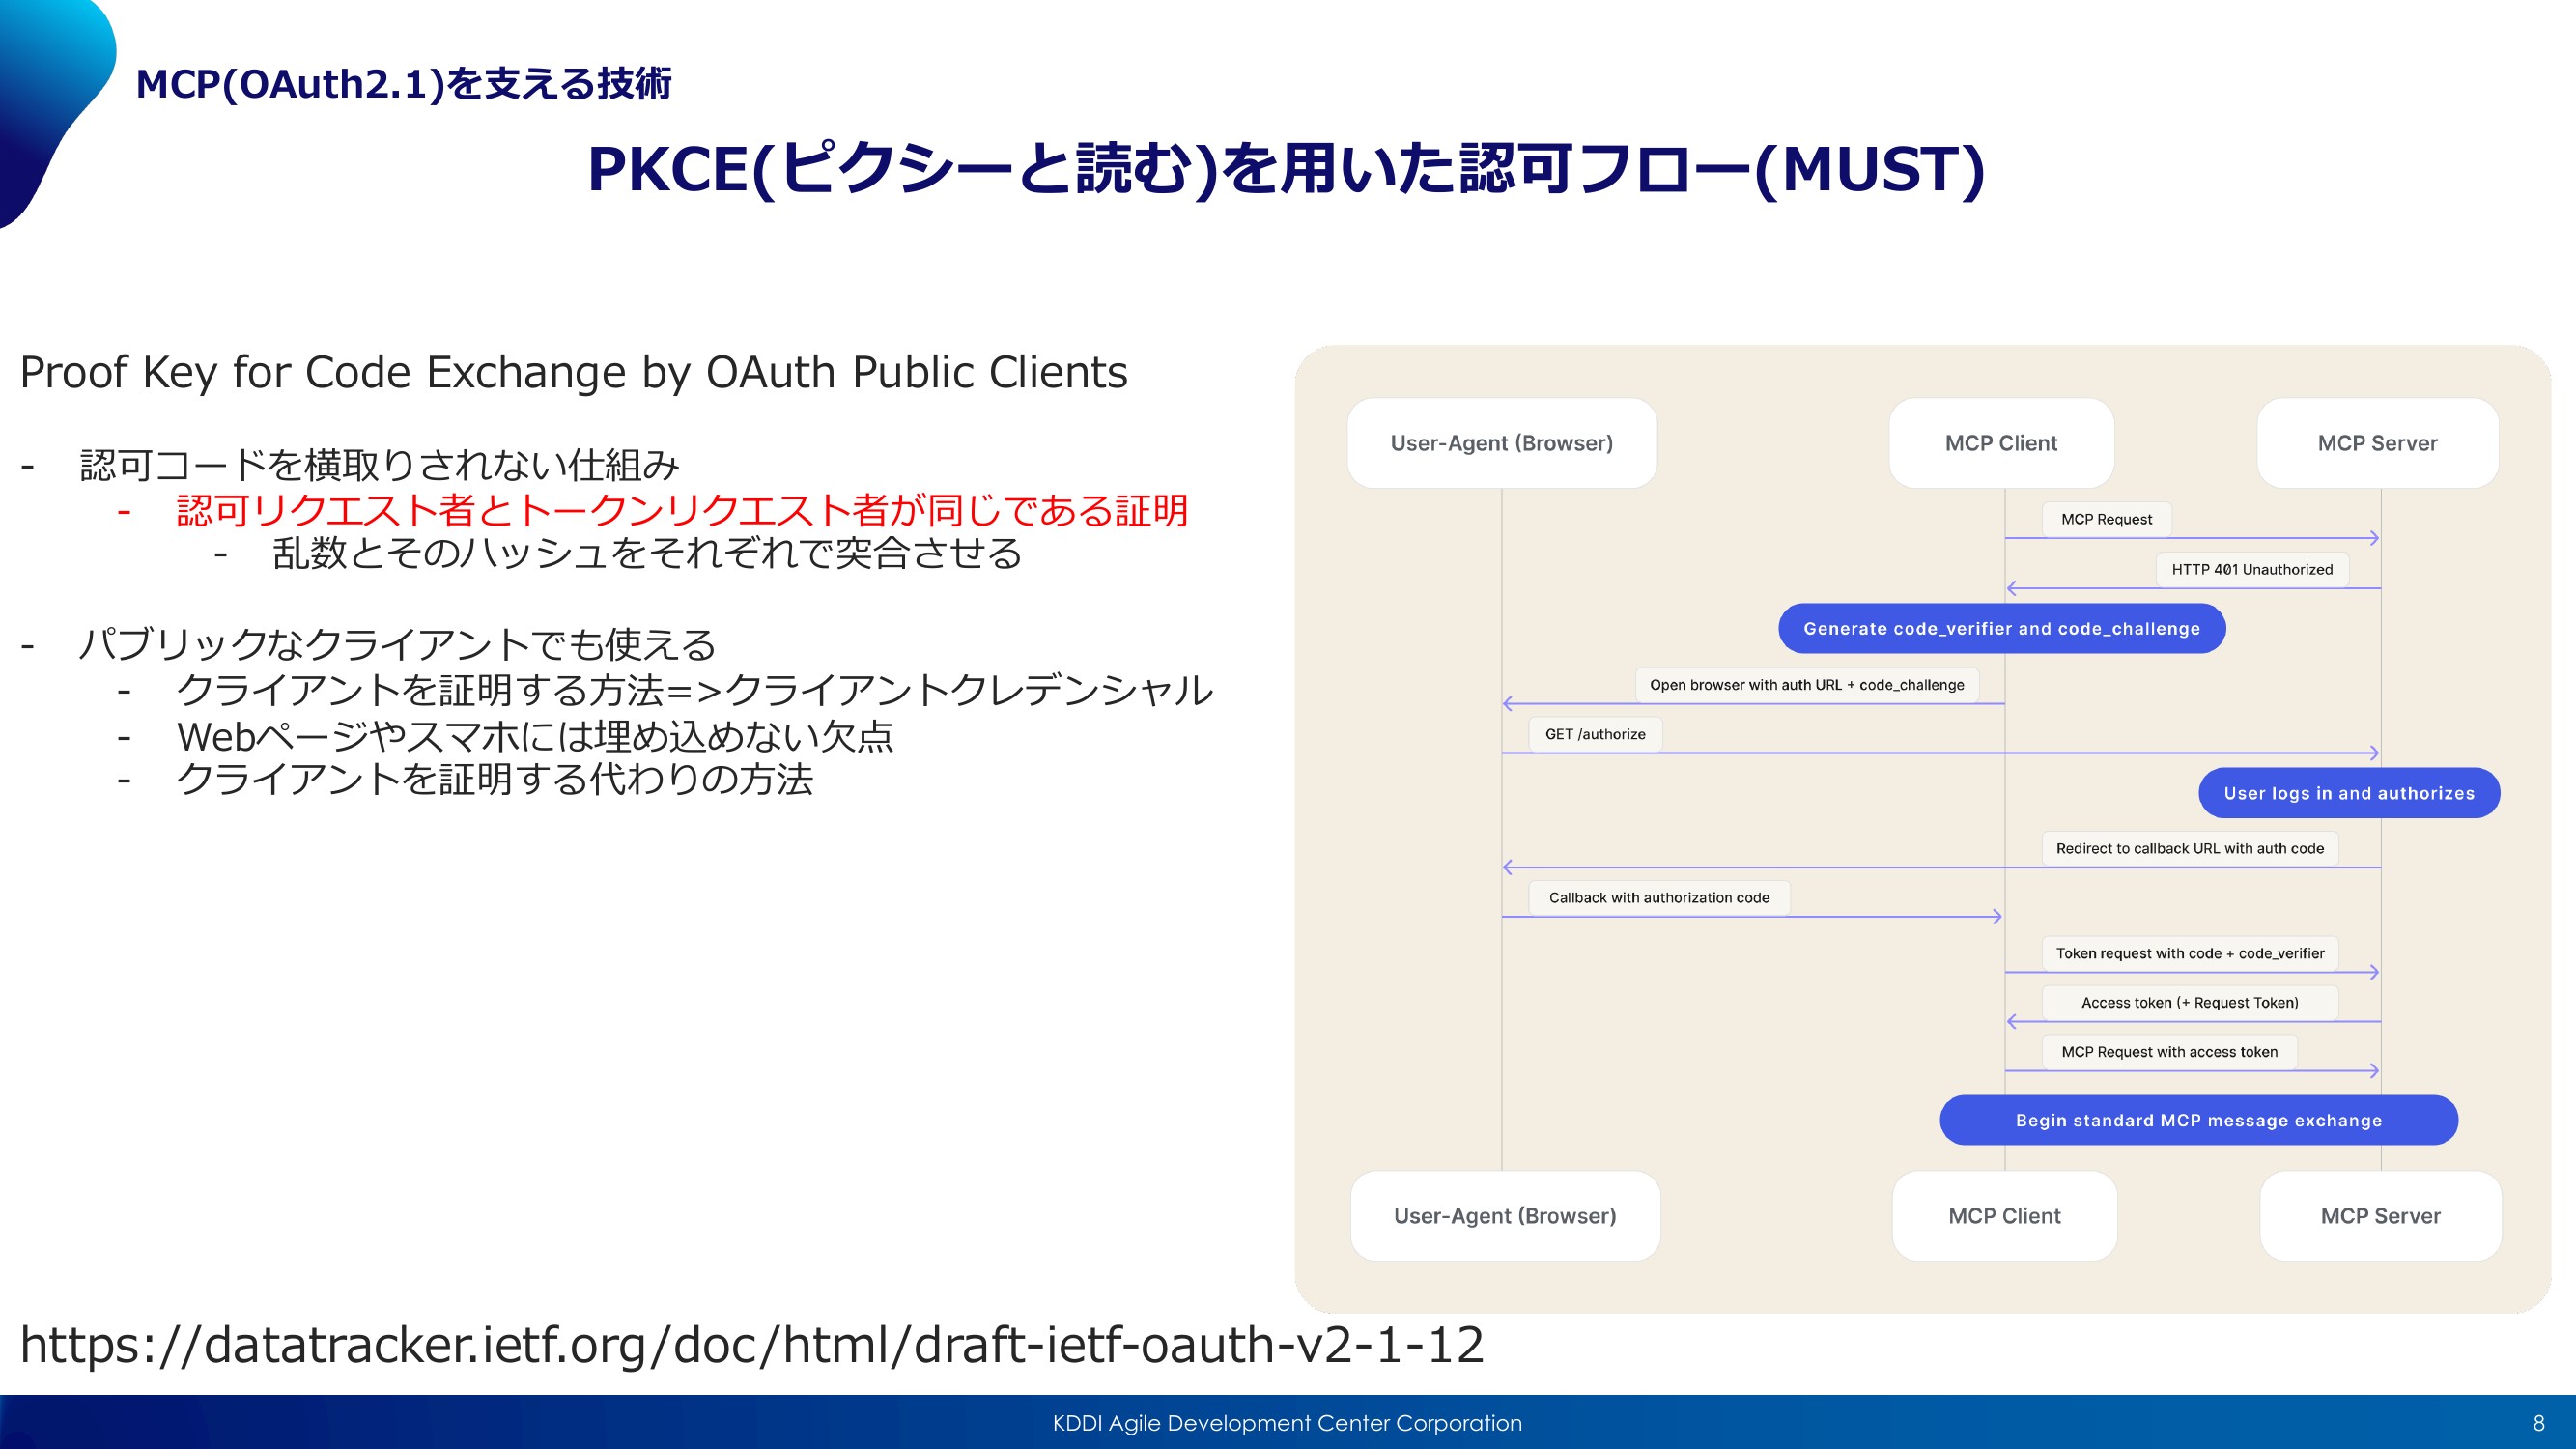 MCP(OAuth2.1)を支える技術
PKCE(ピクシーと読む)を用いた認可フロー(MUST)
Proof Key for Code Exchange by OAuth Public Clients
- 認可コードを横取りされない仕組み
- 認可リクエスト者とトークンリクエスト者が同じである証明
- 乱数とそのハッシュをそれぞれで突合させる
- パブリックなクライアントでも使える
- クライアントを証明する方法=>クライアントクレデンシャル
- Webページやスマホには埋め込めない欠点
- クライアントを証明する代わりの方法
User-Agent (Browser)
MCP Client
MCP Server
MCP Request
HTTP 401 Unauthorized
Generate code_verifier and code_challenge
Open browser with auth URL + code_challenge
GET /authorize
User logs in and authorizes
Redirect to callback URL with auth code
Callback with authorization code
Token request with code + code_verifier
Access token (+ Request Token)
MCP Request with access token
Begin standard MCP message exchange
User-Agent (Browser)
MCP Client
MCP Server
https://datatracker.ietf.org/doc/html/draft-ietf-oauth-v2-1-12
KDDI Agile Development Center Corporation
8